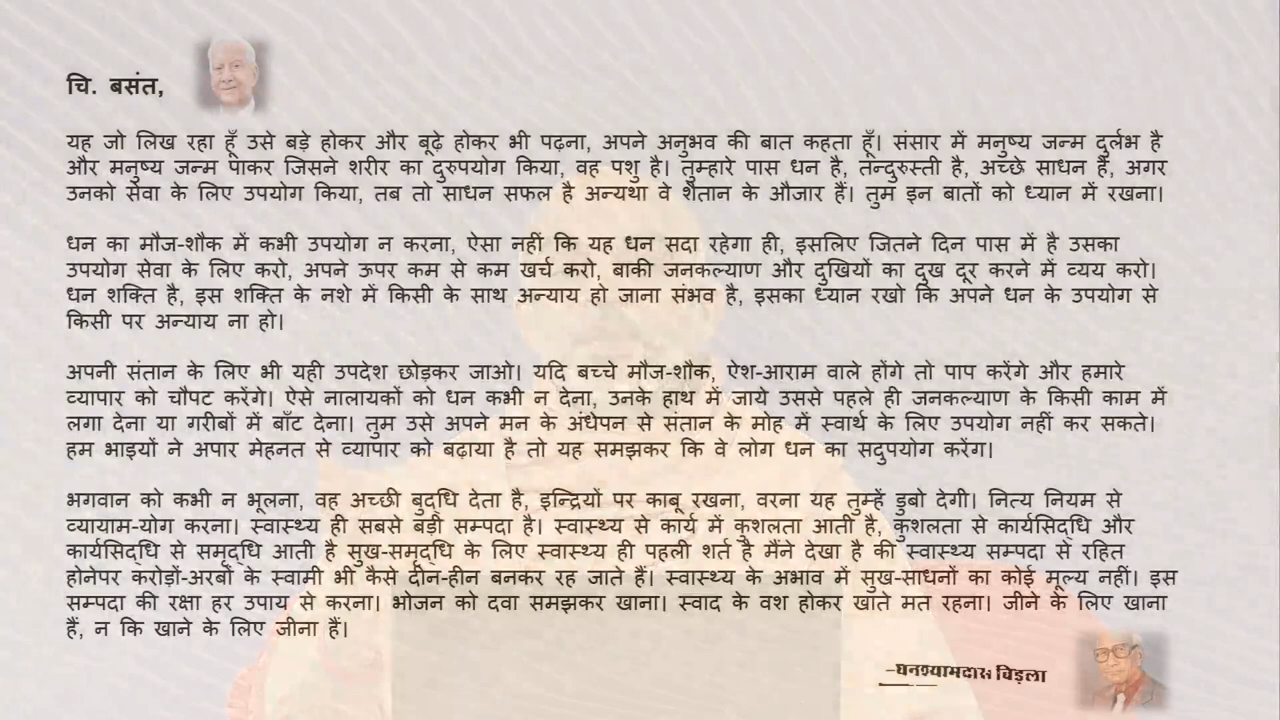 चि. बसंत,
यह जो लिख रहा हूँ उसे बड़े होकर और बूढ़े होकर भी पढ़ना, अपने अनुभव की बात कहता हूँ। संसार में मनुष्य जन्म दुर्लभ है
और मनुष्य जन्म पाकर जिसने शरीर का दुरुपयोग किया, वह पशु है। तुम्हारे पास धन है, तन्दुरुस्ती है, अच्छे साधन हैं, अगर
उनको सेवा के लिए उपयोग किया, तब तो साधन सफल है अन्यथा वे शैतान के औजार हैं। तुम इन बातों को ध्यान में रखना।
धन का मौज-शौक में कभी उपयोग न करना, ऐसा नहीं कि यह धन सदा रहेगा ही, इसलिए जितने दिन पास में है उसका
उपयोग सेवा के लिए करो, अपने ऊपर कम से कम खर्च करो, बाकी जनकल्याण और दुखियों का दुख दूर करने में व्यय करो।
धन शक्ति है, इस शक्ति के नशे में किसी के साथ अन्याय हो जाना संभव है, इसका ध्यान रखो कि अपने धन के उपयोग से
किसी पर अन्याय ना हो।
अपनी संतान के लिए भी यही उपदेश छोड़कर जाओ। यदि बच्चे मौज-शौक, ऐश-आराम वाले होंगे तो पाप करेंगे और हमारे
व्यापार को चौपट करेंगे। ऐसे नालायकों को धन कभी न देना, उनके हाथ में जाये उससे पहले ही जनकल्याण के किसी काम में
लगा देना या गरीबों में बाँट देना। तुम उसे अपने मन के अंधेपन से संतान के मोह में स्वार्थ के लिए उपयोग नहीं कर सकते।
हम भाइयों ने अपार मेहनत से व्यापार को बढ़ाया है तो यह समझकर कि वे लोग धन का सदुपयोग करेंग।
भगवान को कभी न भूलना, वह अच्छी बुद्धि देता है, इन्द्रियों पर काबू रखना, वरना यह तुम्हें डुबो देगी। नित्य नियम से
व्यायाम-योग करना। स्वास्थ्य ही सबसे बड़ी सम्पदा है। स्वास्थ्य से कार्य में कुशलता आती है, कुशलता से कार्यसिद्धि और
कार्यसिद्धि से समृद्धि आती है सुख-समृद्धि के लिए स्वास्थ्य ही पहली शर्त है मैंने देखा है की स्वास्थ्य सम्पदा से रहित
होनेपर करोड़ों-अरबों के स्वामी भी कैसे दीन-हीन बनकर रह जाते हैं। स्वास्थ्य के अभाव में सुख-साधनों का कोई मूल्य नहीं। इस
सम्पदा की रक्षा हर उपाय से करना। भोजन को दवा समझकर खाना। स्वाद के वश होकर खाते मत रहना। जीने के लिए खाना
हैं, न कि खाने के लिए जीना हैं।
–घनश्यामदास बिड़ला